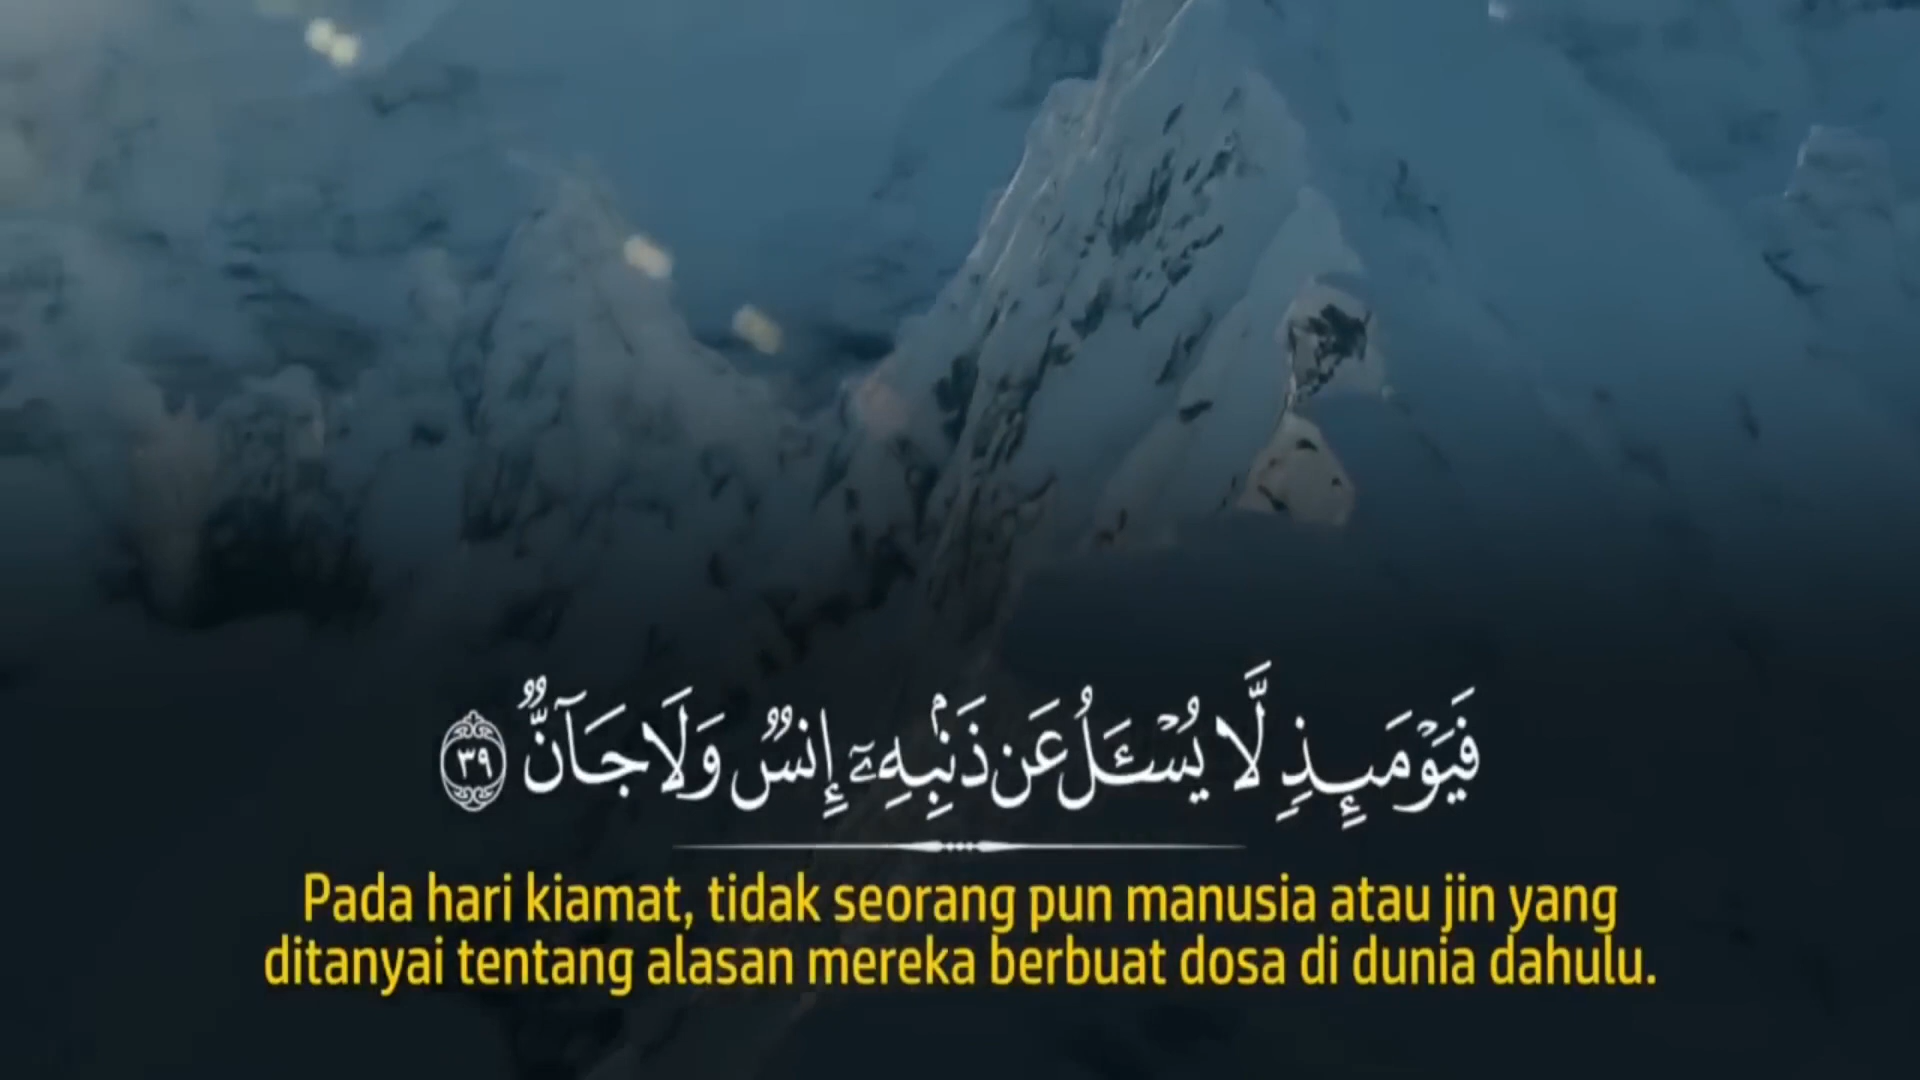 فَيَوْمَئِذٍ لَّا يُسْـَٔلُ عَن ذَنۢبِهِۦٓ إِنسٌ وَلَا جَآنٌّ ٣٩
Pada hari kiamat, tidak seorang pun manusia atau jin yang
ditanyai tentang alasan mereka berbuat dosa di dunia dahulu.